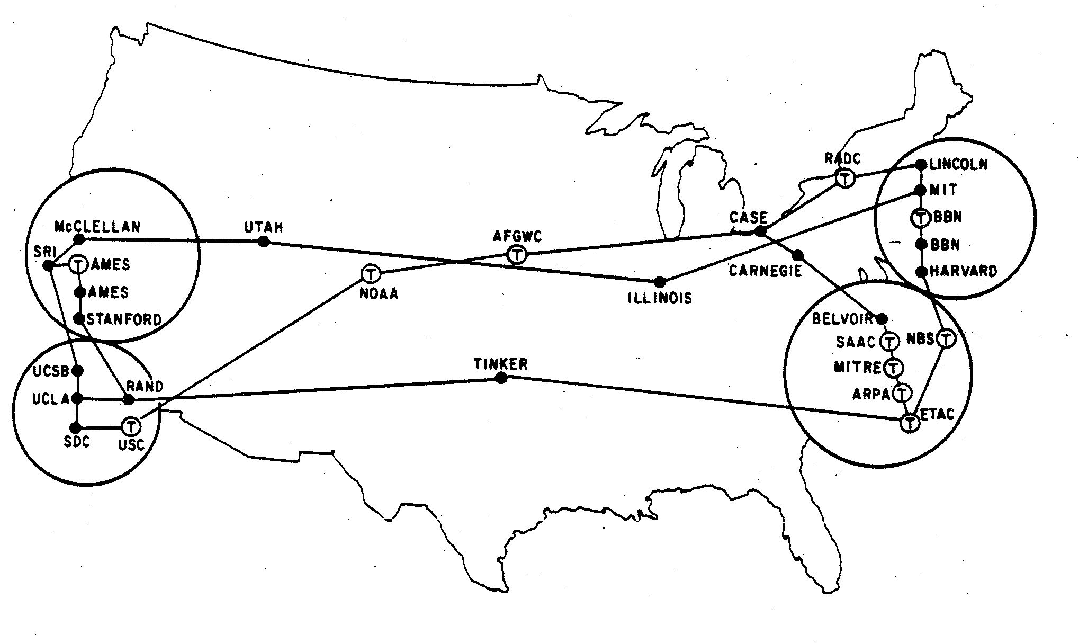 RADC
T
LINCOLN
MIT
T BBN
BBN
HARVARD
McCLELLAN
UTAH
CASE
SRI
T AMES
AFGWC
T
AMES
NOAA
T
CARNEGIE
ILLINOIS
STANFORD
BELVOIR
SAAC T
NBS T
MITRE T
ARPA T
ETAC
T
UCSB
RAND
TINKER
UCLA
SDC
T
USC